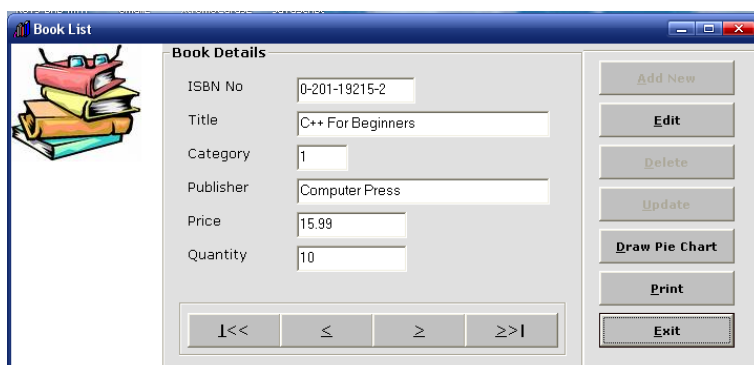 Book List
Book Details
ISBN No 0-201-19215-2
Title C++ For Beginners
Category 1
Publisher Computer Press
Price 15.99
Quantity 10
I<< < > >>I
Add New
Edit
Delete
Update
Draw Pie Chart
Print
Exit